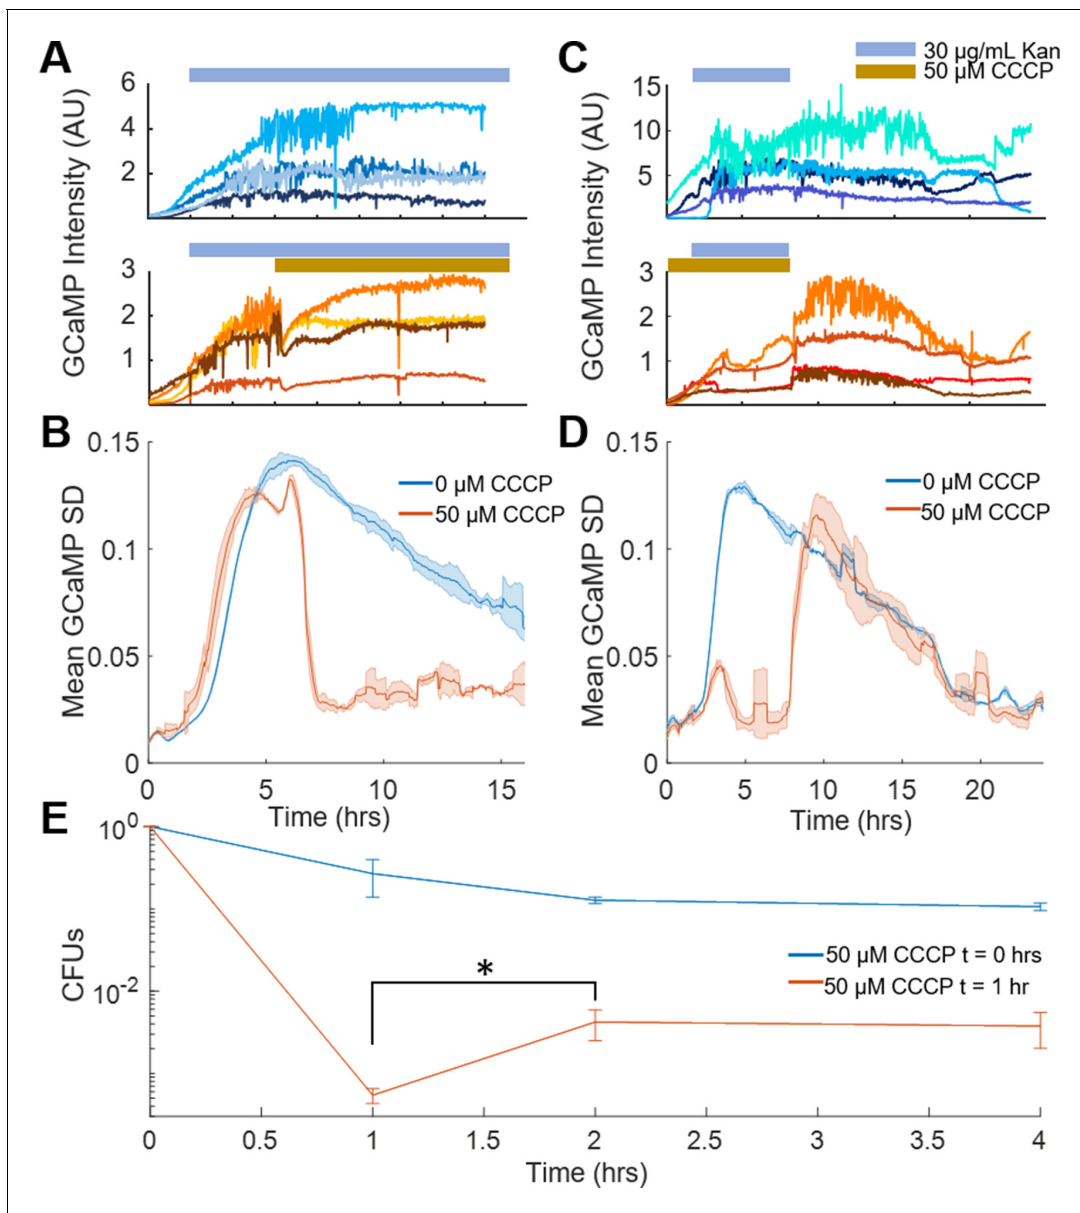 A
6
4
2
GCaMP Intensity (AU)
3
2
1
C
30 µg/mL Kan
50 µM CCCP
15
10
5
GCaMP Intensity (AU)
3
2
1
B
0.15
0.1
0.05
0
Mean GCaMP SD
0 µM CCCP
50 µM CCCP
0 5 10 15
Time (hrs)
D
0.15
0.1
0.05
0
Mean GCaMP SD
0 µM CCCP
50 µM CCCP
0 5 10 15 20
Time (hrs)
E
10^0
10^-2
CFUs
*
50 µM CCCP t = 0 hrs
50 µM CCCP t = 1 hr
0 0.5 1 1.5 2 2.5 3 3.5 4
Time (hrs)